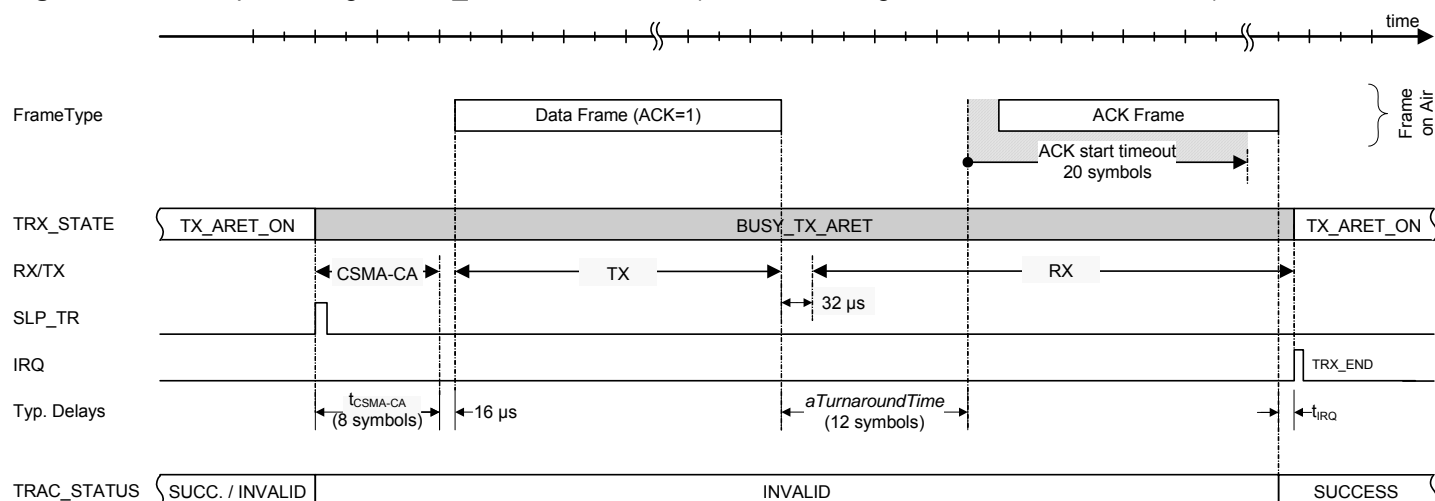 time
FrameType
Data Frame (ACK=1)
ACK Frame
Frame
on Air
ACK start timeout
20 symbols
TRX_STATE
TX_ARET_ON
BUSY_TX_ARET
TX_ARET_ON
RX/TX
CSMA-CA
TX
RX
SLP_TR
32 µs
IRQ
TRX_END
Typ. Delays
tCSMA-CA
(8 symbols)
16 µs
aTurnaroundTime
(12 symbols)
tIRQ
TRAC_STATUS
SUCC. / INVALID
INVALID
SUCCESS